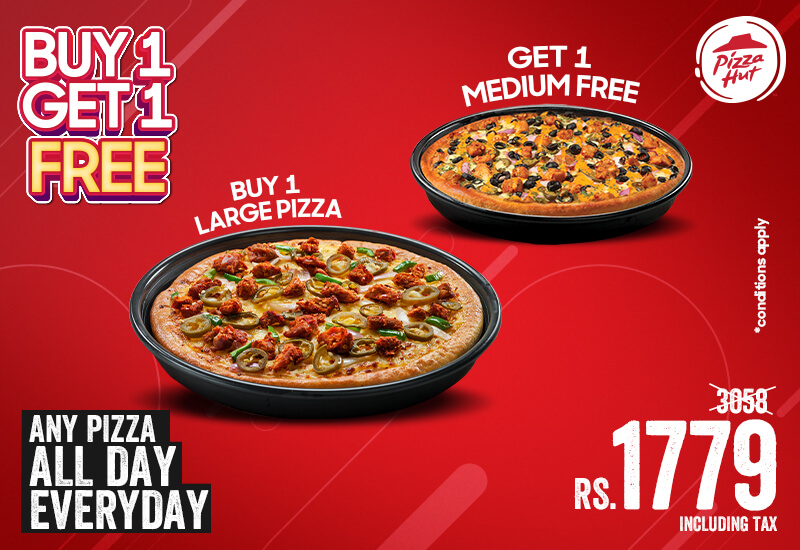 BUY 1
GET 1
FREE
GET 1
MEDIUM FREE
Pizza
Hut
BUY 1
LARGE PIZZA
*conditions apply
ANY PIZZA
ALL DAY
EVERYDAY
3058
RS.1779
INCLUDING TAX